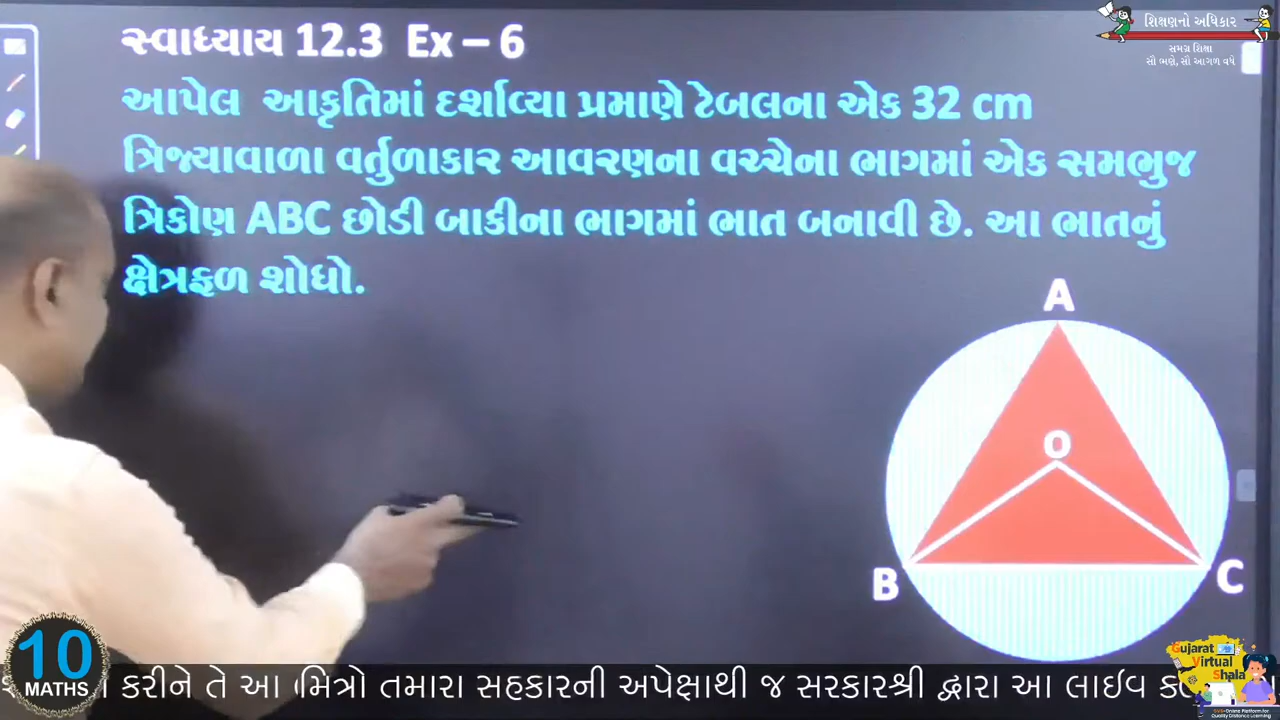 શિક્ષણનો અધિકાર
સમગ્ર શિક્ષા
સૌ ભણે, સૌ આગળ વધે
સ્વાધ્યાય 12.3 Ex – 6
આપેલ આકૃતિમાં દર્શાવ્યા પ્રમાણે ટેબલના એક 32 cm
ત્રિજ્યાવાળા વર્તુળાકાર આવરણના વચ્ચેના ભાગમાં એક સમભુજ
ત્રિકોણ ABC છોડી બાકીના ભાગમાં ભાત બનાવી છે. આ ભાતનું
ક્ષેત્રફળ શોધો.
A
O
B
C
10
MATHS
કરીને તે આ મિત્રો તમારા સહકારની અપેક્ષાથી જ સરકારશ્રી દ્વારા આ લાઈવ
Gujarat
Virtual
Shala